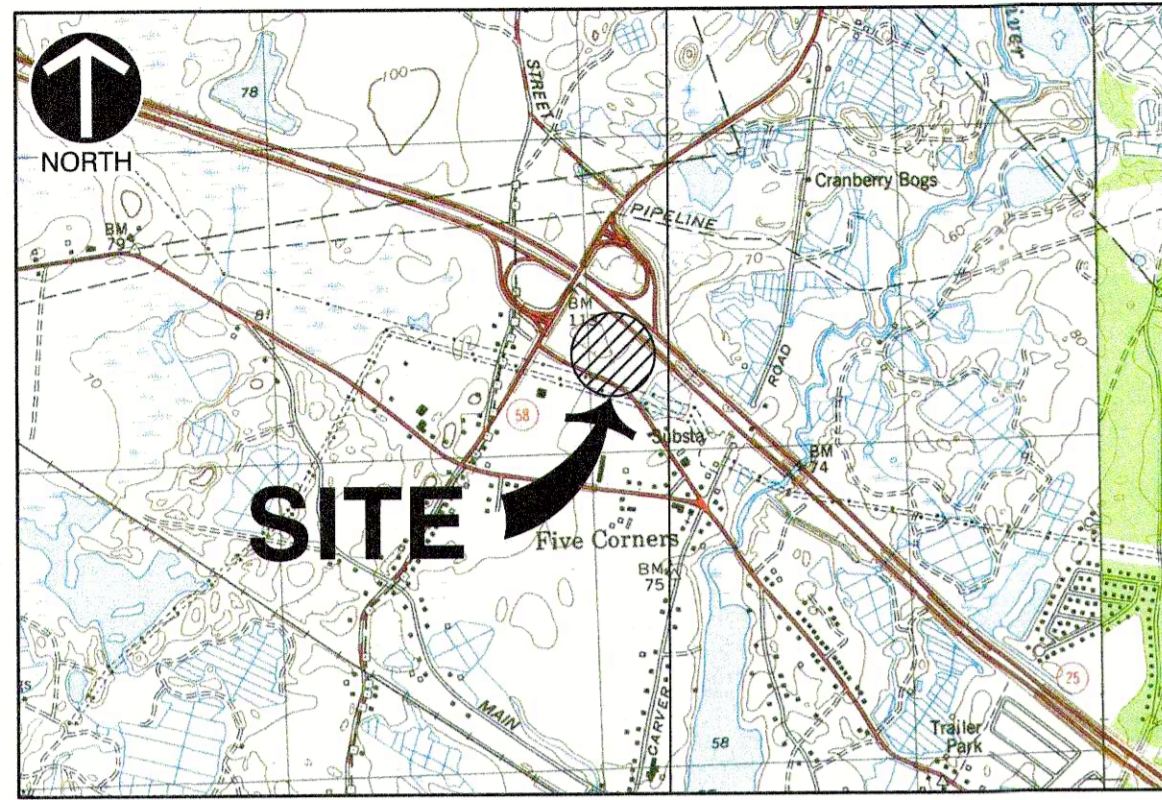 NORTH
78
100
STREET
Cranberry Bogs
PIPELINE
BM
79
60
70
BM
81
80
70
ROAD
58
Substa
BM
74
SITE
Five Corners
BM
75
MAIN
CARVER
58
25
Trailer
Park